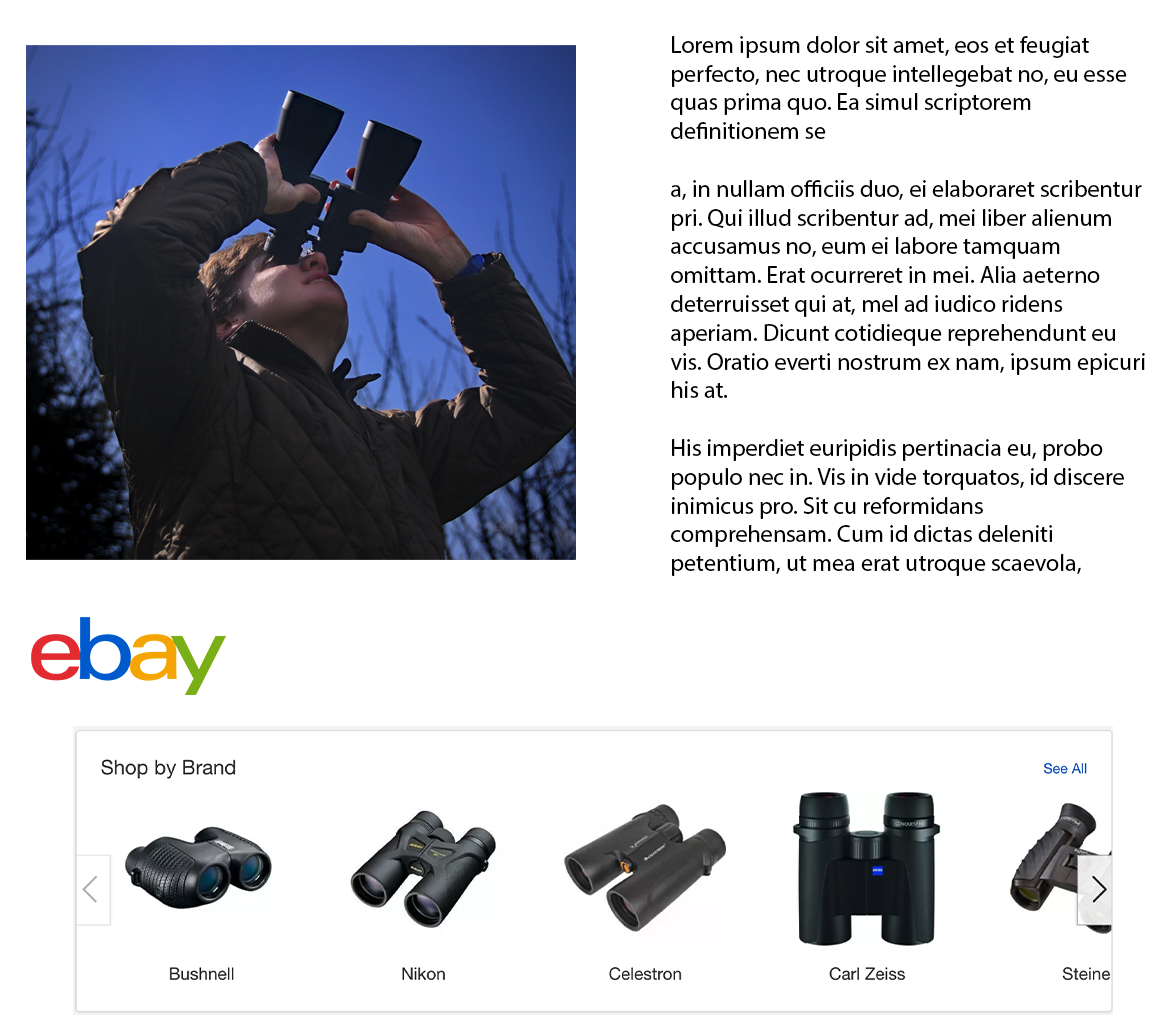 Lorem ipsum dolor sit amet, eos et feugiat
perfecto, nec utroque intellegebat no, eu esse
quas prima quo. Ea simul scriptorem
definitionem se
a, in nullam officiis duo, ei elaboraret scribentur
pri. Qui illud scribentur ad, mei liber alienum
accusamus no, eum ei labore tamquam
omittam. Erat ocurreret in mei. Alia aeterno
deterruisset qui at, mel ad iudico ridens
aperiam. Dicunt cotidieque reprehendunt eu
vis. Oratio everti nostrum ex nam, ipsum epicuri
his at.
His imperdiet euripidis pertinacia eu, probo
populo nec in. Vis in vide torquatos, id discere
inimicus pro. Sit cu reformidans
comprehensam. Cum id dictas deleniti
petentium, ut mea erat utroque scaevola,
ebay
Shop by Brand
See All
CONQUEST HD
ZEISS
Bushnell
Nikon
Celestron
Carl Zeiss
Steine